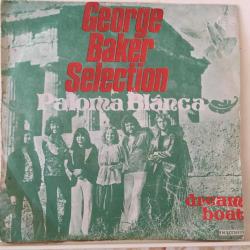 George
Baker
Selection
Paloma Blanca
dream
boat